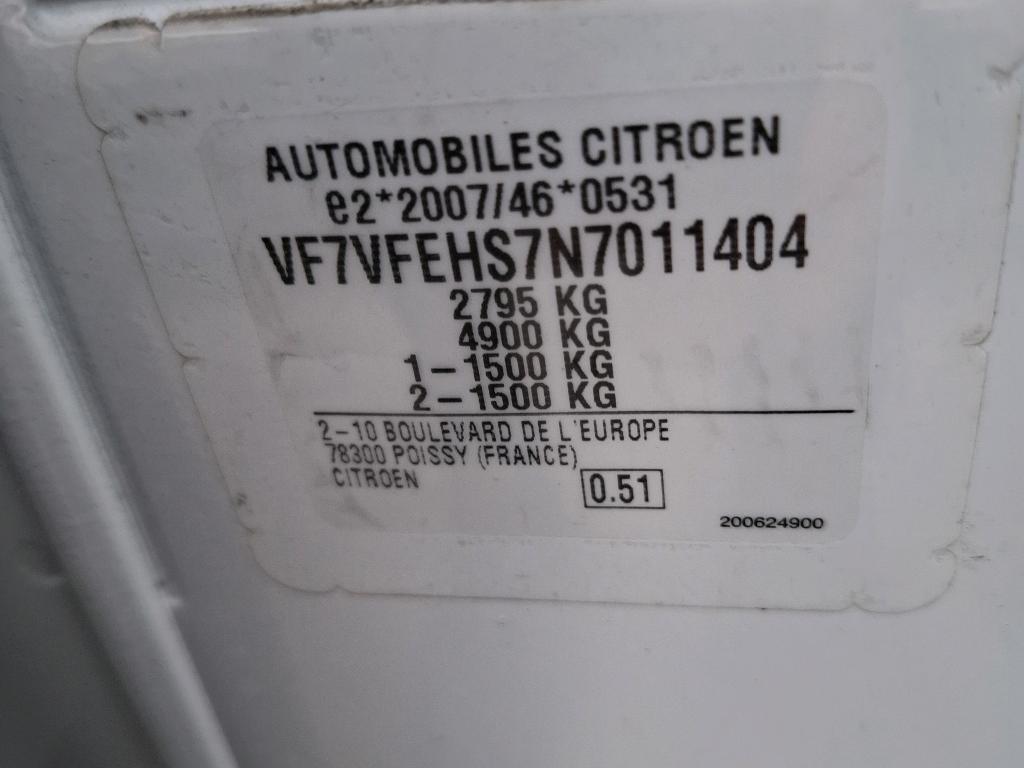 AUTOMOBILES CITROEN
e2*2007/46*0531
VF7VFEHS7N7011404
2795 KG
4900 KG
1-1500 KG
2-1500 KG
2-10 BOULEVARD DE L'EUROPE
78300 POISSY (FRANCE)
CITROEN
0.51
200624900